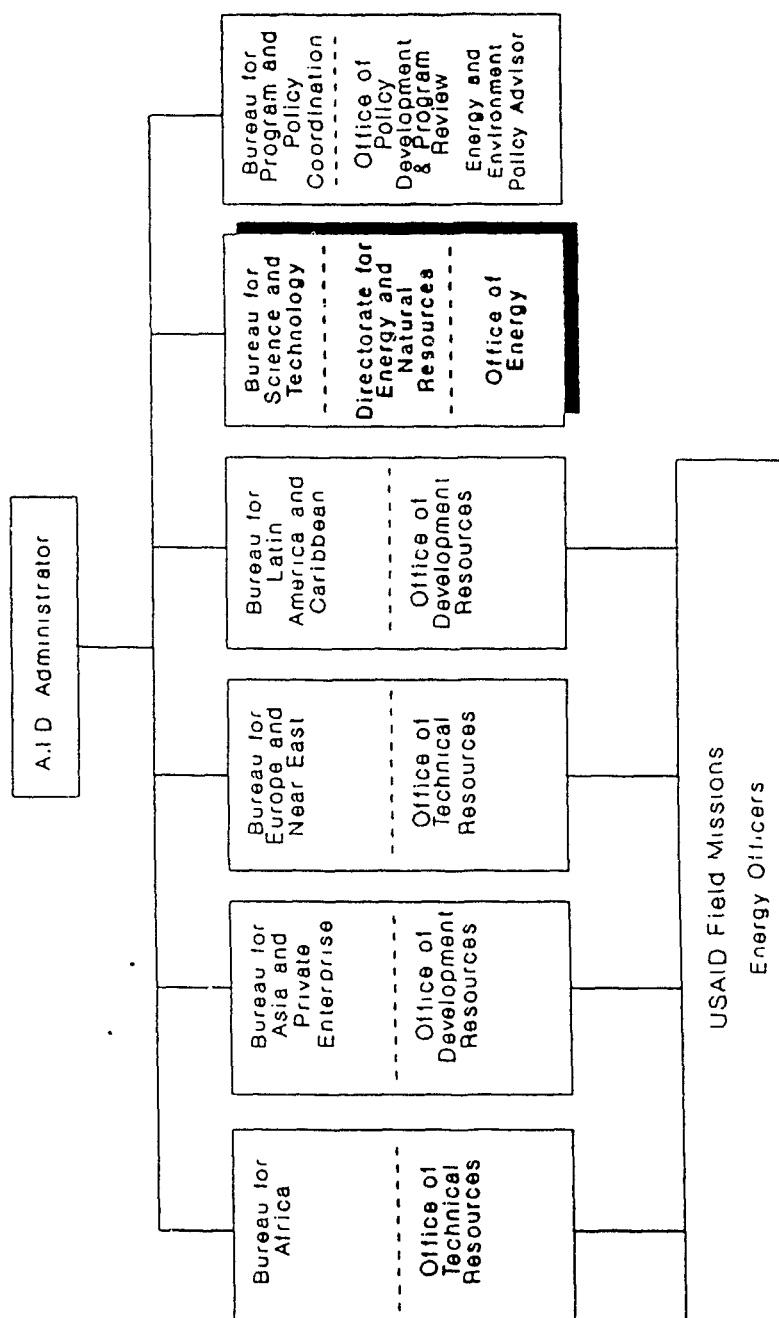 A.I D Administrator
Bureau for
Africa
Office of
Technical
Resources
Bureau for
Asia and
Private
Enterprise
Office of
Development
Resources
Bureau for
Europe and
Near East
Office of
Technical
Resources
Bureau for
Latin
America and
Caribbean
Office of
Development
Resources
Bureau for
Science and
Technology
Directorate for
Energy and
Natural
Resources
Office of
Energy
Bureau for
Program and
Policy
Coordination
Office of
Policy
Development
& Program
Review
Energy and
Environment
Policy Advisor
USAID Field Missions
Energy Officers